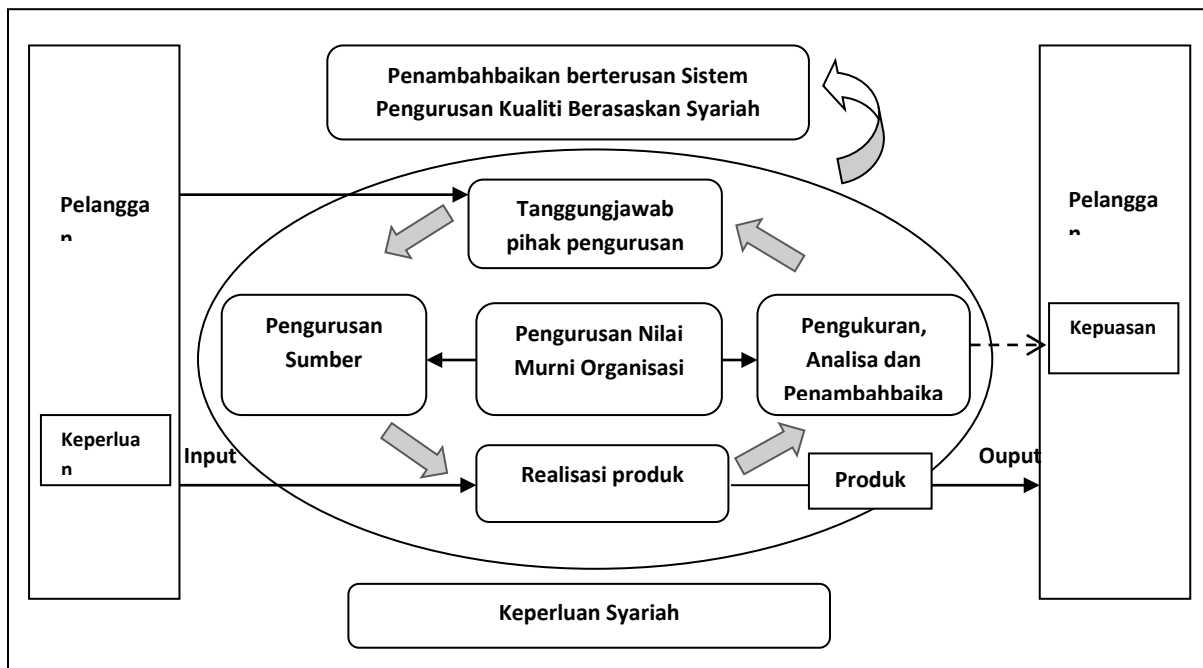 Penambahbaikan berterusan Sistem
Pengurusan Kualiti Berasaskan Syariah
Pelangga
n
Keperlua
n
Input
Tanggungjawab
pihak pengurusan
Pengurusan
Sumber
Pengurusan Nilai
Murni Organisasi
Pengukuran,
Analisa dan
Penambahbaika
Realisasi produk
Produk
Ouput
Pelangga
n
Kepuasan
Keperluan Syariah